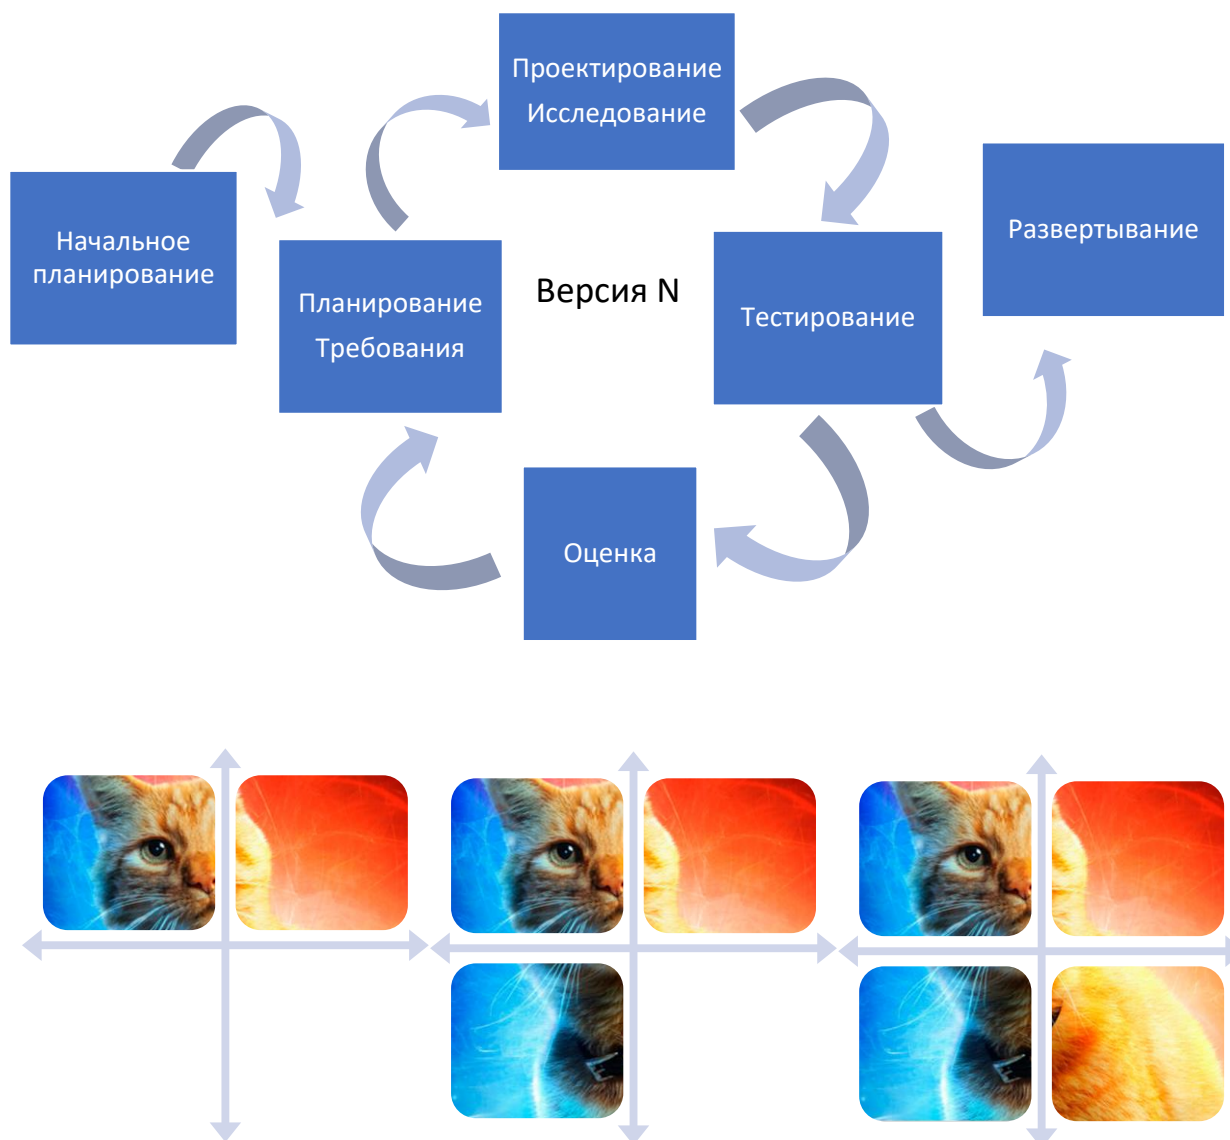 Проектирование
Исследование
Начальное
планирование
Планирование
Требования
Версия N
Тестирование
Развертывание
Оценка